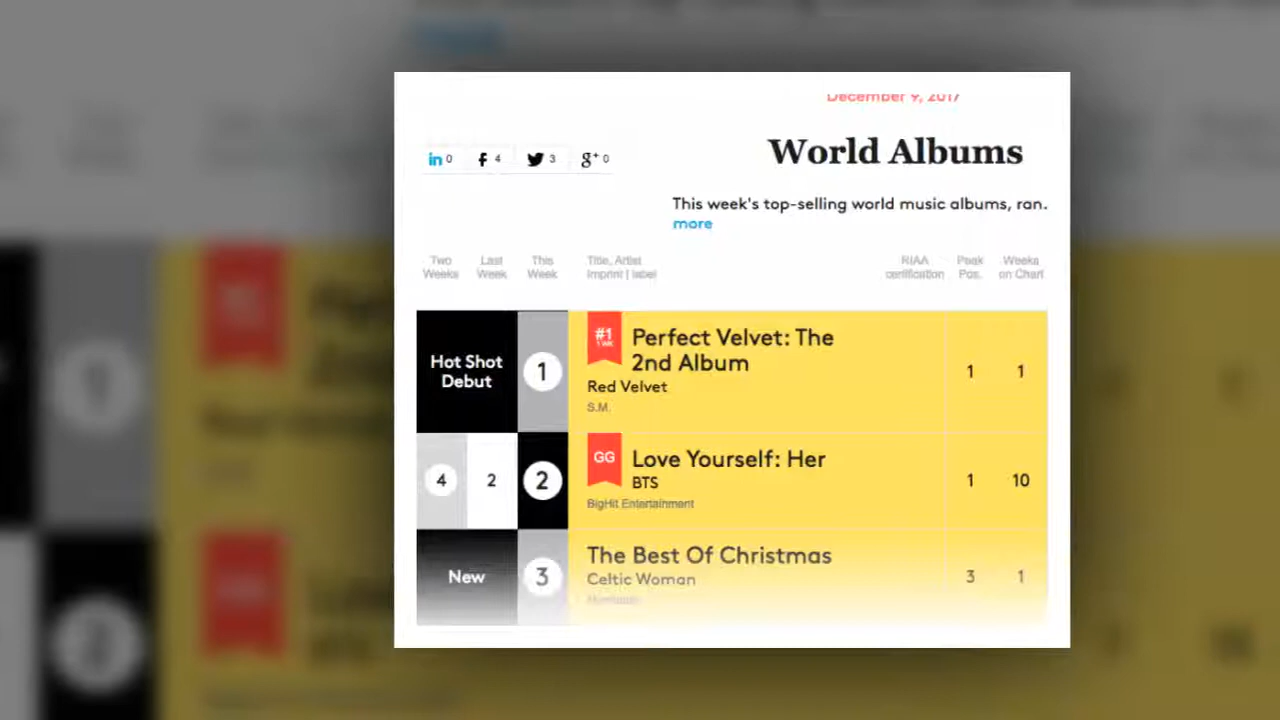 December 9, 2017
in 0 f 4 3 g+ 0
World Albums
This week's top-selling world music albums, ran.
more
Two Weeks
Last Week
This Week
Title, Artist
Imprint | label
RIAA certification
Peak Pos.
Weeks on Chart
Hot Shot Debut
1
#1
1 WK
Perfect Velvet: The
2nd Album
Red Velvet
S.M.
1
1
4
2
2
GG
Love Yourself: Her
BTS
BigHit Entertainment
1
10
New
3
The Best Of Christmas
Celtic Woman
3
1